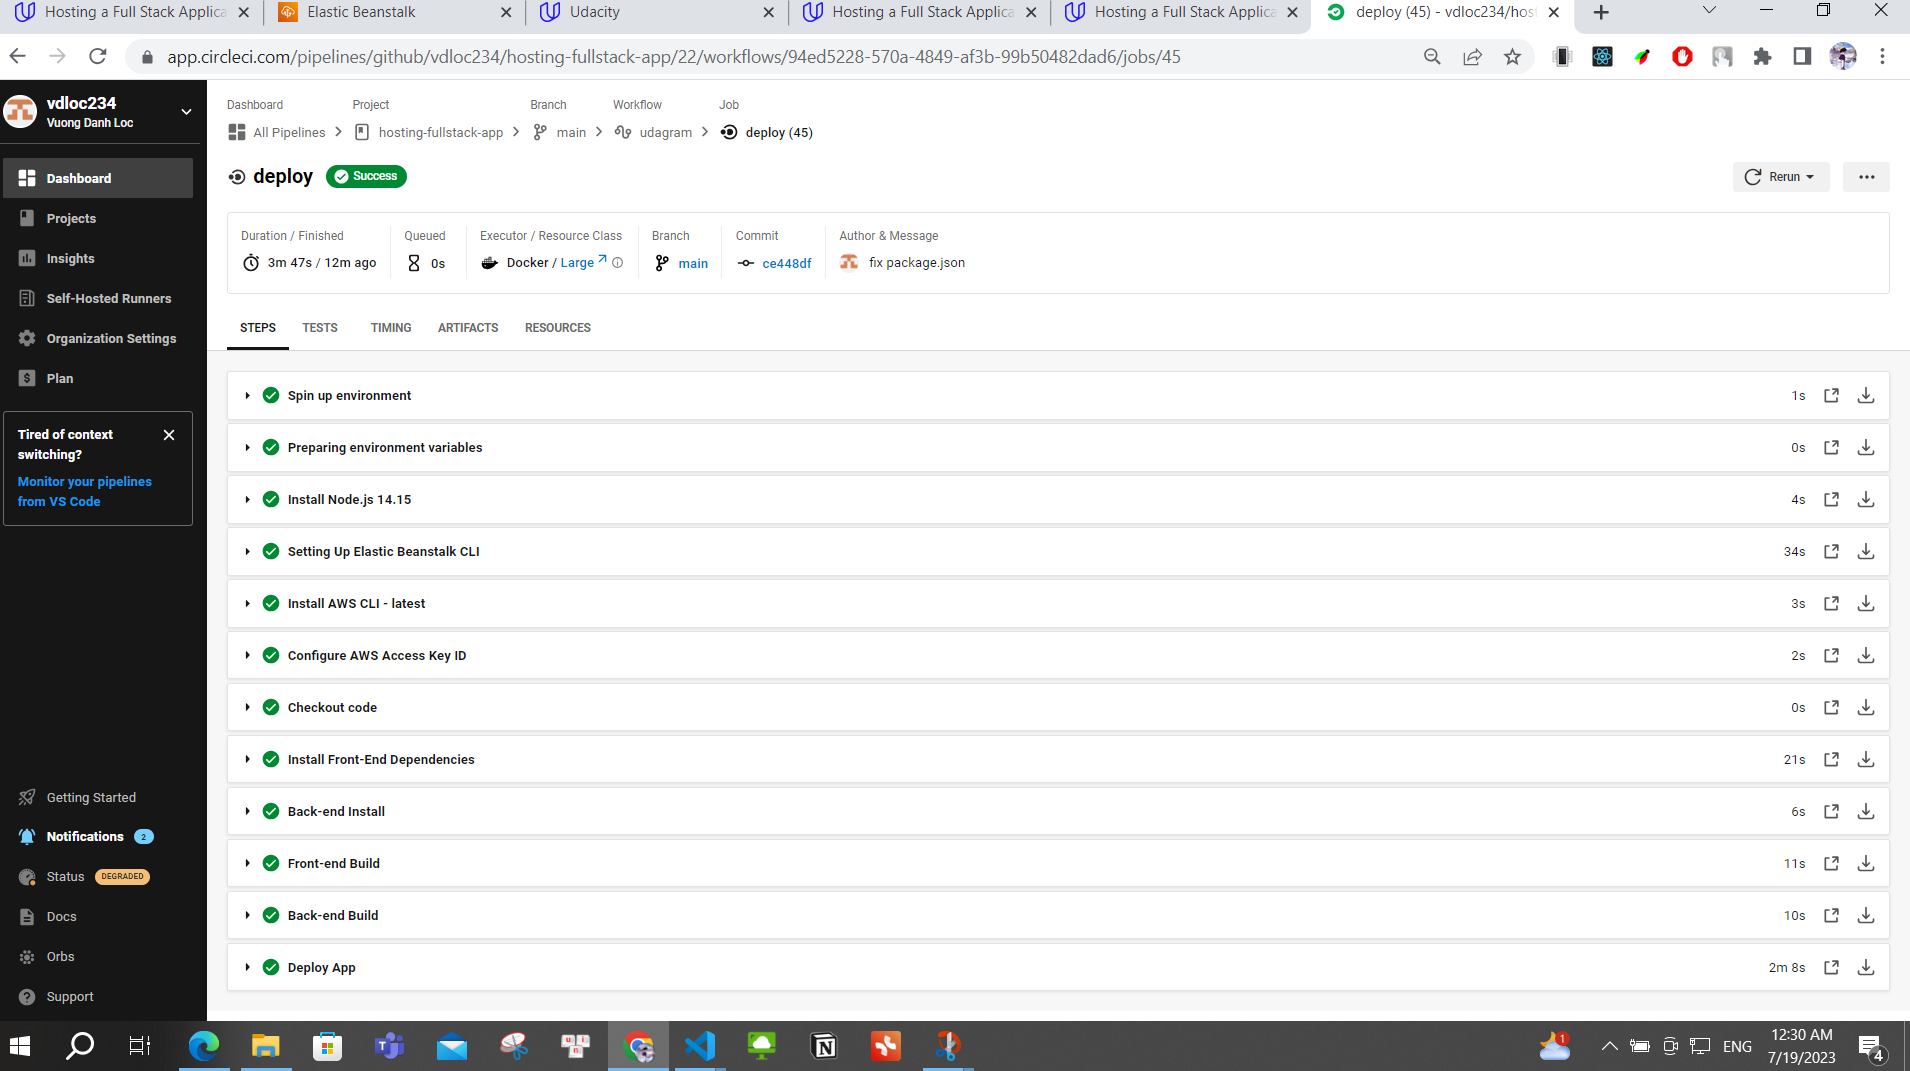 Hosting a Full Stack Applica
Elastic Beanstalk
Udacity
Hosting a Full Stack Applica
Hosting a Full Stack Applica
deploy (45) - vdloc234/host
app.circleci.com/pipelines/github/vdloc234/hosting-fullstack-app/22/workflows/94ed5228-570a-4849-af3b-99b50482dad6/jobs/45
vdloc234
Vuong Danh Loc
Dashboard
Projects
Insights
Self-Hosted Runners
Organization Settings
Plan
Tired of context
switching?
Monitor your pipelines
from VS Code
Getting Started
Notifications 2
Status DEGRADED
Docs
Orbs
Support
Dashboard Project Branch Workflow Job
All Pipelines hosting-fullstack-app main udagram deploy (45)
deploy Success
Rerun
Duration / Finished Queued Executor / Resource Class Branch Commit Author & Message
3m 47s / 12m ago 0s Docker / Large main ce448df fix package.json
STEPS TESTS TIMING ARTIFACTS RESOURCES
Spin up environment 1s
Preparing environment variables 0s
Install Node.js 14.15 4s
Setting Up Elastic Beanstalk CLI 34s
Install AWS CLI - latest 3s
Configure AWS Access Key ID 2s
Checkout code 0s
Install Front-End Dependencies 21s
Back-end Install 6s
Front-end Build 11s
Back-end Build 10s
Deploy App 2m 8s
1
ENG
12:30 AM
7/19/2023
4